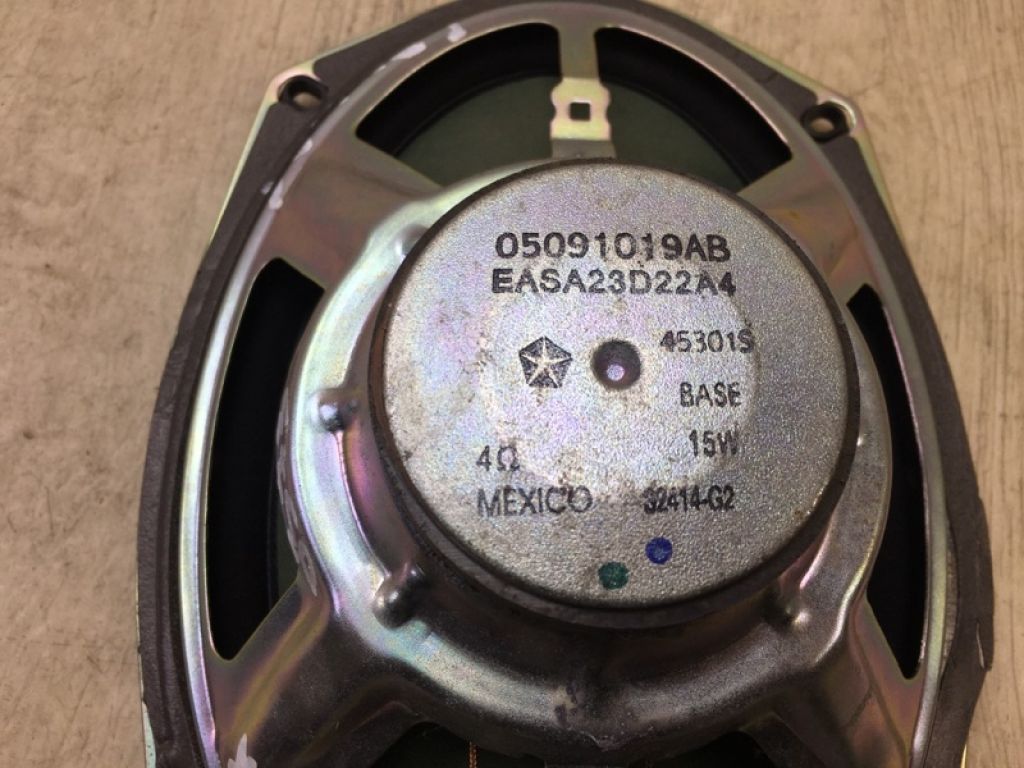 05091019AB
EASA23D22A4
45301S
BASE
15W
4Ω
MEXICO 32414-G2